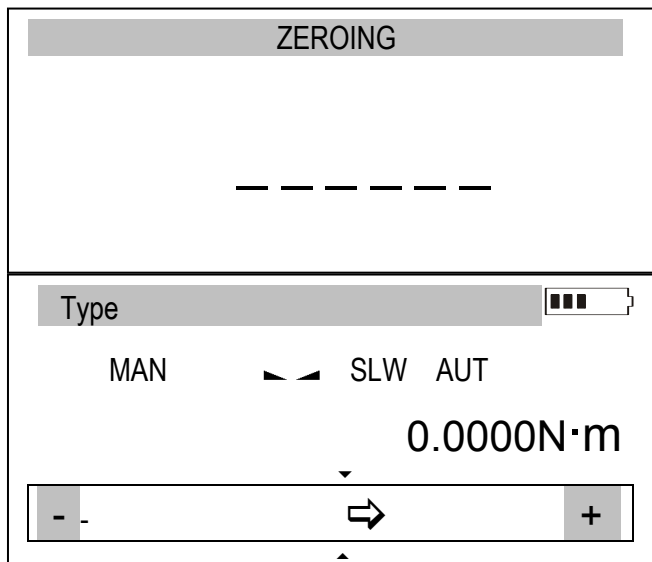 ZEROING
– – – – – –
Type
MAN SLW AUT
0.0000N·m
- - +